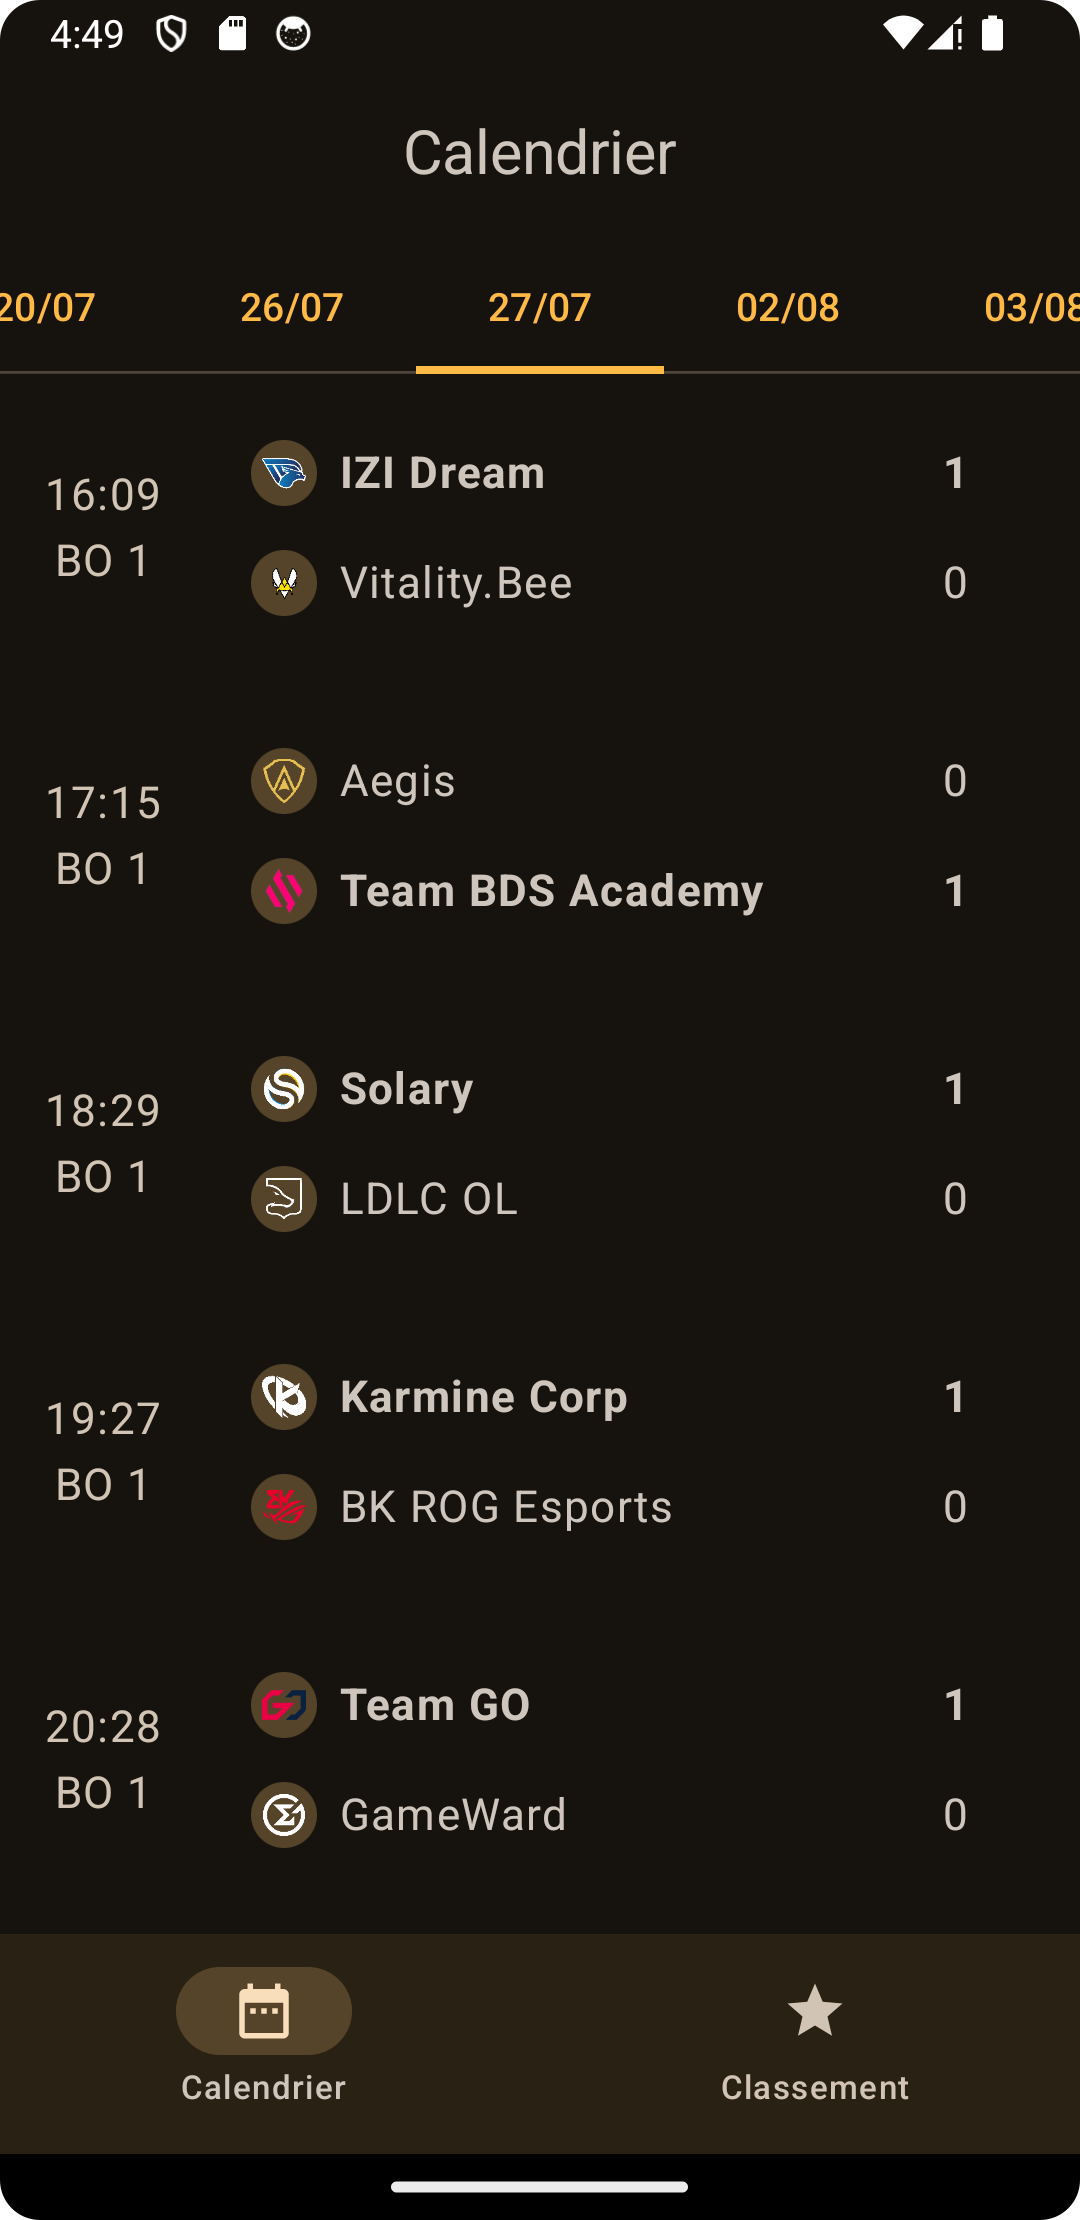 4:49
Calendrier
20/07 26/07 27/07 02/08 03/08
16:09
BO 1
IZI Dream 1
Vitality.Bee 0
17:15
BO 1
Aegis 0
Team BDS Academy 1
18:29
BO 1
Solary 1
LDLC OL 0
19:27
BO 1
Karmine Corp 1
BK ROG Esports 0
20:28
BO 1
Team GO 1
GameWard 0
Calendrier Classement